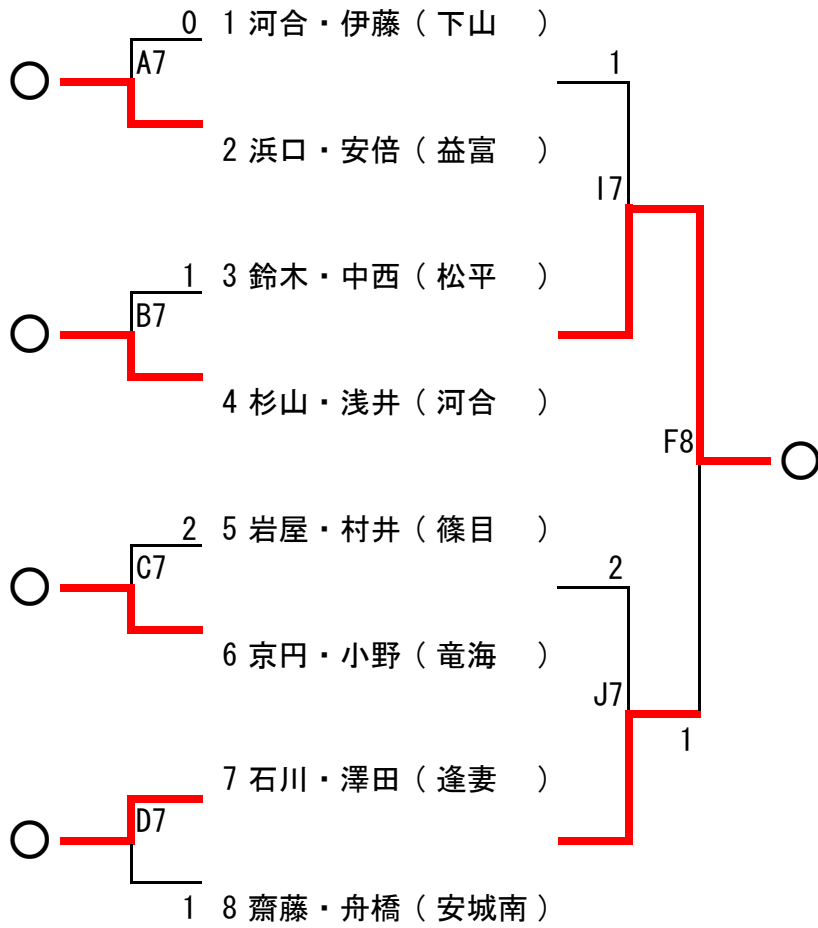 0 1 河合・伊藤（下山　）
A7
1
2 浜口・安倍（益富　）
I7
1 3 鈴木・中西（松平　）
B7
4 杉山・浅井（河合　）
F8
2 5 岩屋・村井（篠目　）
C7
2
6 京円・小野（竜海　）
J7
1
7 石川・澤田（逢妻　）
D7
1 8 齋藤・舟橋（安城南）